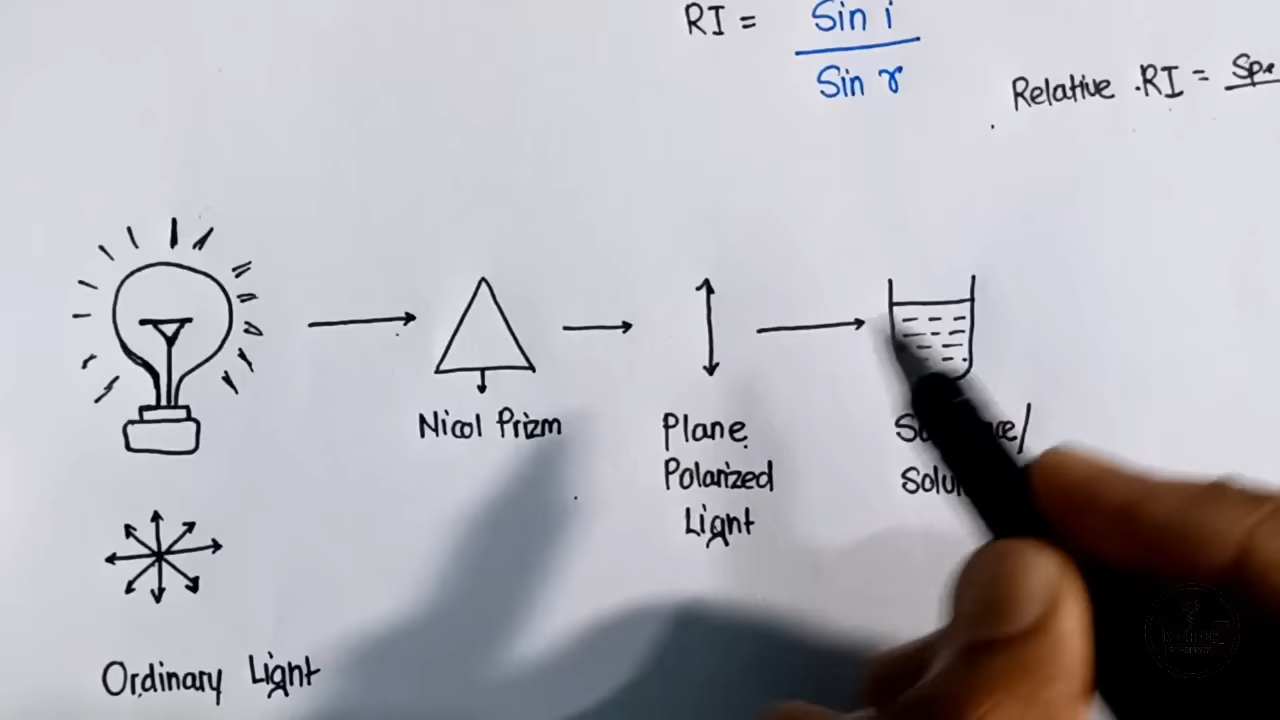 RI = Sin i
Sin r
Relative .RI =
Nicol Prizm
Plane
Polarized
Light
Ordinary Light